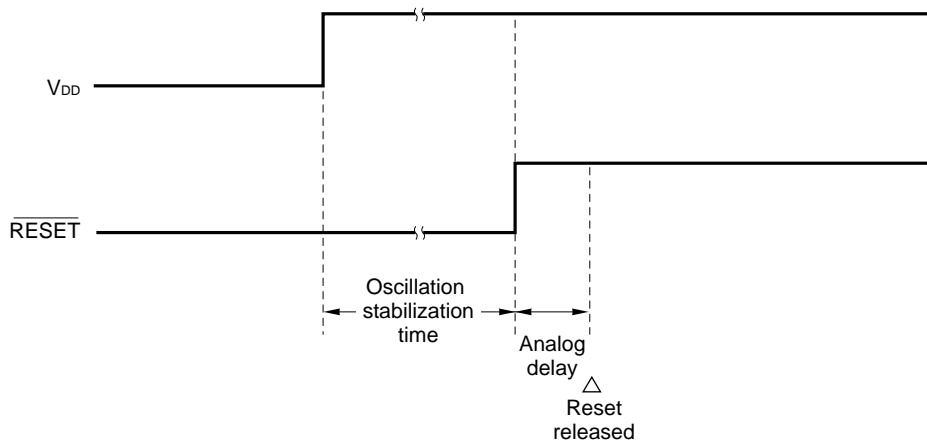 VDD
RESET
Oscillation
stabilization
time
Analog
delay
Reset
released